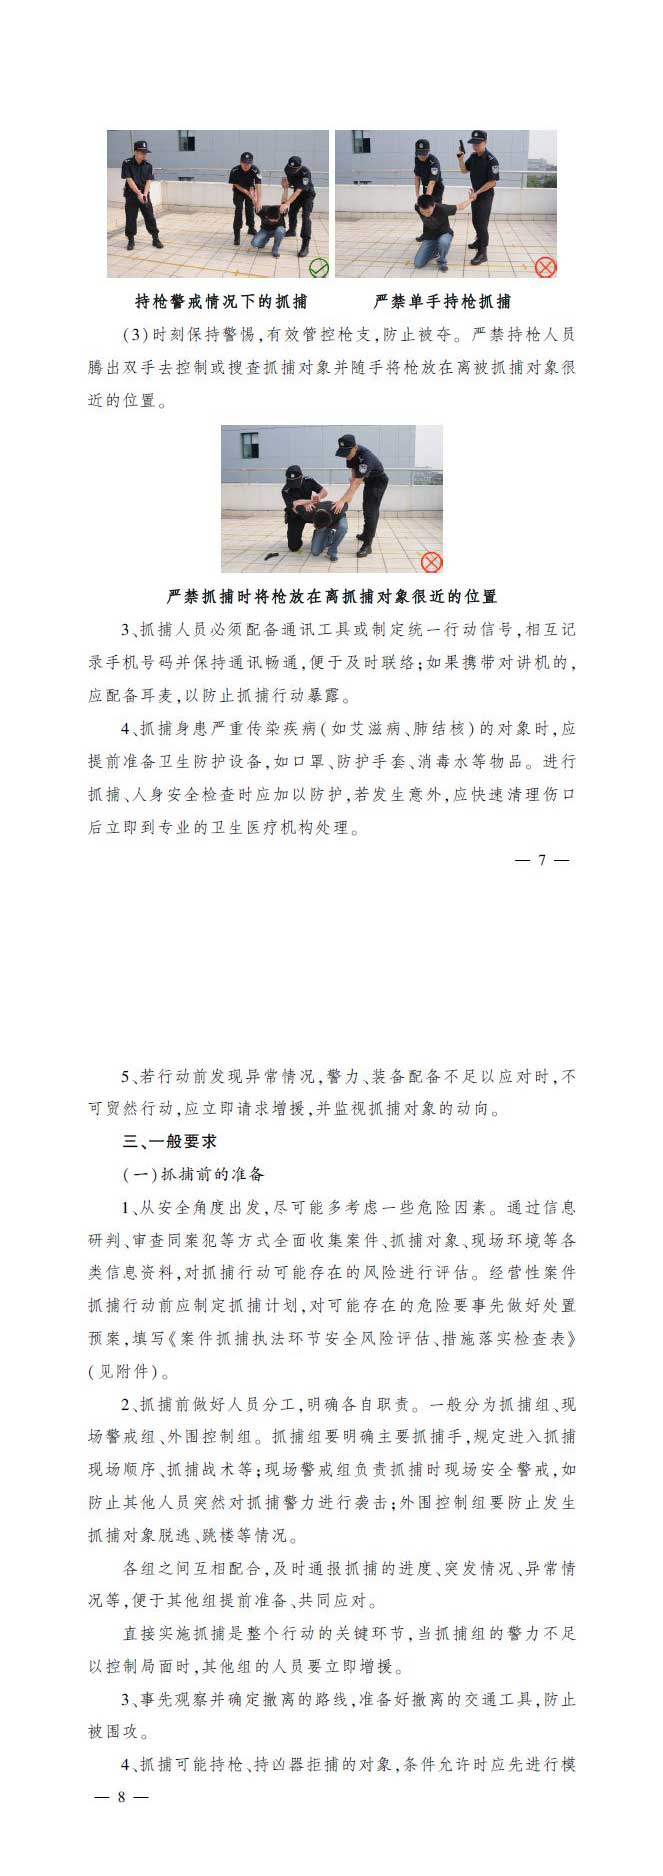 持枪警戒情况下的抓捕 严禁单手持枪抓捕
(3)时刻保持警惕,有效管控枪支,防止被夺。严禁持枪人员
腾出双手去控制或搜查抓捕对象并随手将枪放在离被抓捕对象很
近的位置。
严禁抓捕时将枪放在离抓捕对象很近的位置
3、抓捕人员必须配备通讯工具或制定统一行动信号,相互记
录手机号码并保持通讯畅通,便于及时联络;如果携带对讲机的,
应配备耳麦,以防止抓捕行动暴露。
4、抓捕身患严重传染疾病(如艾滋病、肺结核)的对象时,应
提前准备卫生防护设备,如口罩、防护手套、消毒水等物品。进行
抓捕、人身安全检查时应加以防护,若发生意外,应快速清理伤口
后立即到专业的卫生医疗机构处理。
— 7 —
5、若行动前发现异常情况,警力、装备配备不足以应对时,不
可贸然行动,应立即请求增援,并监视抓捕对象的动向。
三、一般要求
(一)抓捕前的准备
1、从安全角度出发,尽可能多考虑一些危险因素。通过信息
研判、审查同案犯等方式全面收集案件、抓捕对象、现场环境等各
类信息资料,对抓捕行动可能存在的风险进行评估。经营性案件
抓捕行动前应制定抓捕计划,对可能存在的危险要事先做好处置
预案,填写《案件抓捕执法环节安全风险评估、措施落实检查表》
(见附件)。
2、抓捕前做好人员分工,明确各自职责。一般分为抓捕组、现
场警戒组、外围控制组。抓捕组要明确主要抓捕手,规定进入抓捕
现场顺序、抓捕战术等;现场警戒组负责抓捕时现场安全警戒,如
防止其他人员突然对抓捕警力进行袭击;外围控制组要防止发生
抓捕对象脱逃、跳楼等情况。
各组之间互相配合,及时通报抓捕的进度、突发情况、异常情
况等,便于其他组提前准备、共同应对。
直接实施抓捕是整个行动的关键环节,当抓捕组的警力不足
以控制局面时,其他组的人员要立即增援。
3、事先观察并确定撤离的路线,准备好撤离的交通工具,防止
被围攻。
4、抓捕可能持枪、持凶器拒捕的对象,条件允许时应先进行模
— 8 —